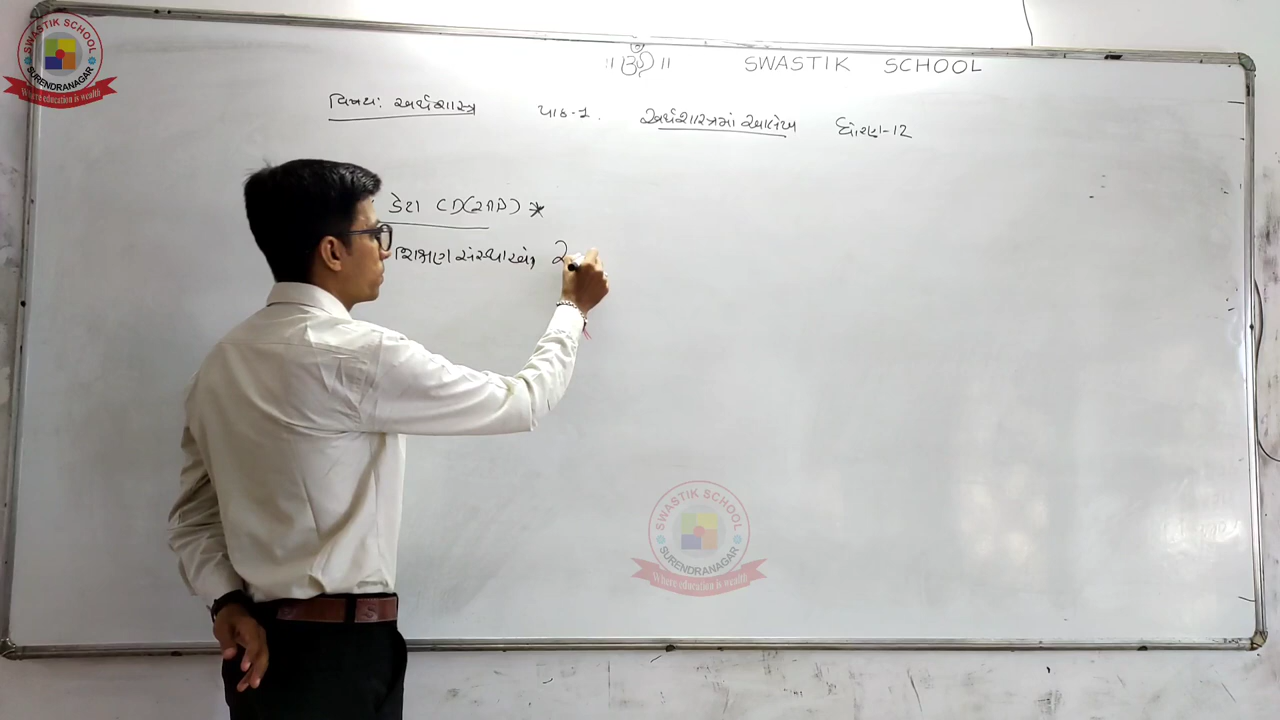 SWASTIK SCHOOL
SURENDRANAGAR
Where education is wealth
॥ ૐ ॥ SWASTIK SCHOOL
વિષય: અર્થશાસ્ત્ર પાઠ-1. અર્થશાસ્ત્રમાં આલેખ ધોરણ-12
ડેટા CD
શિક્ષણ સંસ્થાઓ,
SWASTIK SCHOOL
SURENDRANAGAR
Where education is wealth